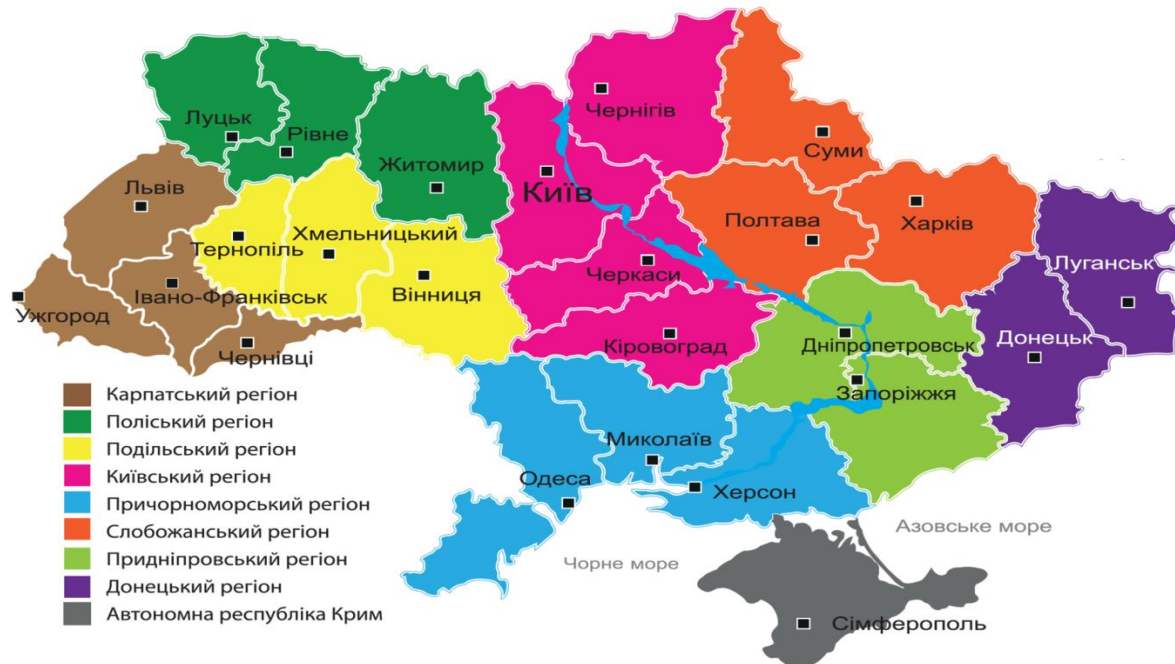 Чернігів
Луцьк
Рівне
Суми
Житомир
Київ
Львів
Полтава
Харків
Тернопіль
Хмельницький
Черкаси
Луганськ
Івано-Франківськ
Вінниця
Ужгород
Чернівці
Кіровоград
Дніпропетровськ
Донецьк
Запоріжжя
Карпатський регіон
Поліський регіон
Подільський регіон
Київський регіон
Причорноморський регіон
Слобожанський регіон
Придніпровський регіон
Донецький регіон
Автономна республіка Крим
Миколаїв
Одеса
Херсон
Азовське море
Чорне море
Сімферополь